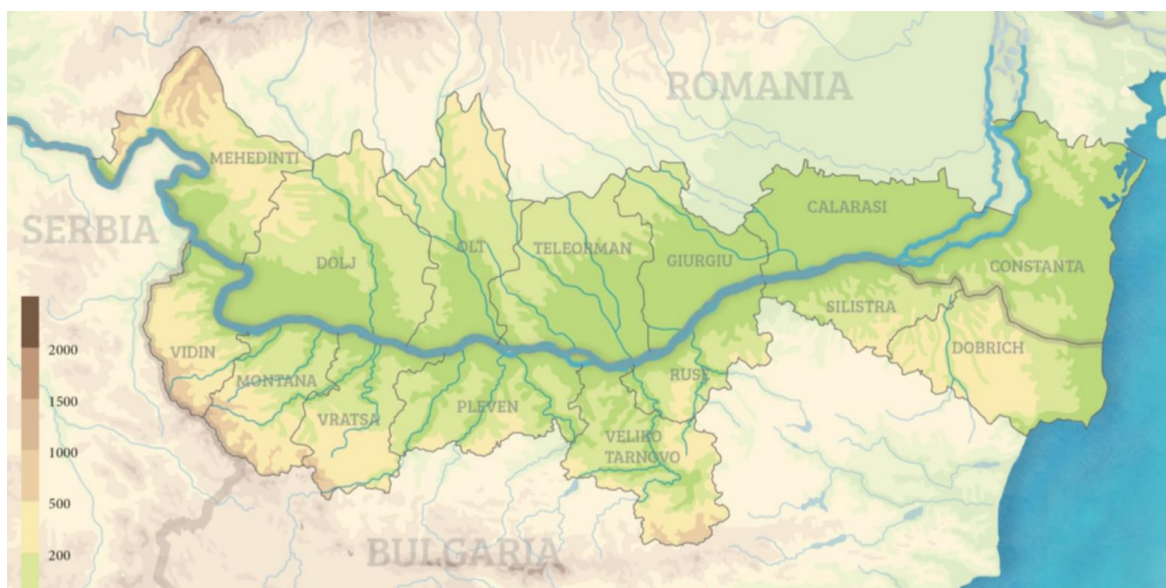 ROMANIA
MEHEDINTI
CALARASI
SERBIA
OLT
TELEORMAN
DOLJ
GIURGIU
CONSTANTA
SILISTRA
2000
VIDIN
DOBRICH
MONTANA
RUSE
1500
PLEVEN
VRATSA
VELIKO
TARNOVO
1000
500
BULGARIA
200